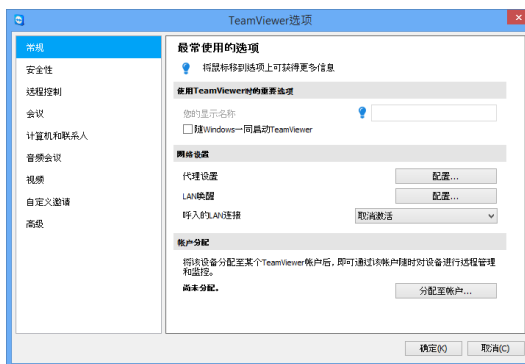 TeamViewer选项
常规
安全性
远程控制
会议
计算机和联系人
音频会议
视频
自定义邀请
高级
最常使用的选项
将鼠标移到选项上可获得更多信息
使用TeamViewer时的重要选项
您的显示名称
随Windows一同启动TeamViewer
网络设置
代理设置 配置...
LAN唤醒 配置...
呼入的LAN连接 取消激活
帐户分配
将该设备分配至某个TeamViewer帐户后，即可通过该帐户随时对设备进行远程管理
和监控。
尚未分配。 分配至帐户...
确定(K) 取消(C)